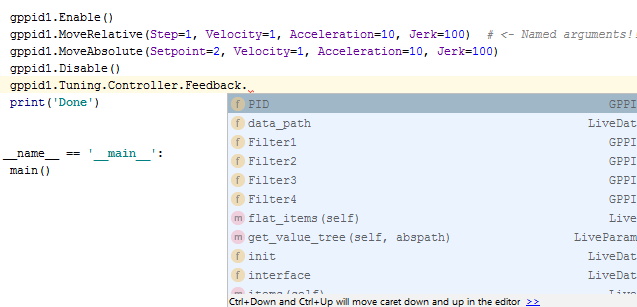 gppid1.Enable()
gppid1.MoveRelative(Step=1, Velocity=1, Acceleration=10, Jerk=100)  # <- Named arguments!!
gppid1.MoveAbsolute(Setpoint=2, Velocity=1, Acceleration=10, Jerk=100)
gppid1.Disable()
gppid1.Tuning.Controller.Feedback.
print('Done')
f PID GPPI
f data_path LiveDat
f Filter1 GPPI
f Filter2 GPPI
f Filter3 GPPI
f Filter4 GPPI
m flat_items(self) Live
m get_value_tree(self, abspath) LiveParam
f init LiveDat
f interface LiveDat
m items(self) Live
__name__ == '__main__':
main()
Ctrl+Down and Ctrl+Up will move caret down and up in the editor >>